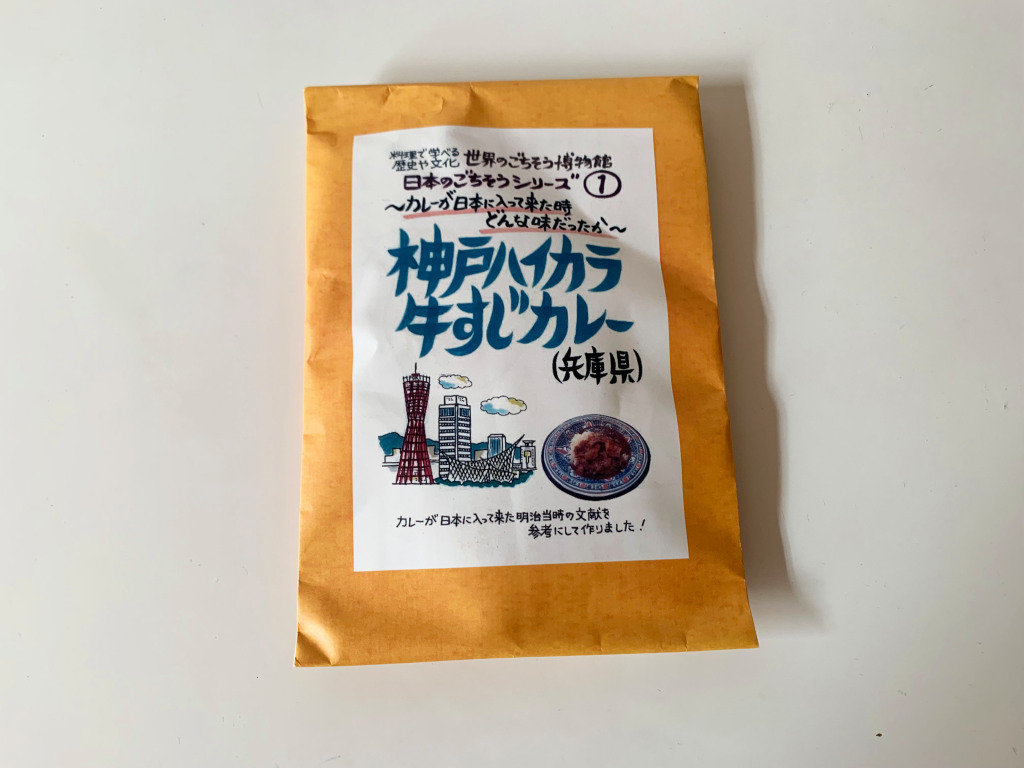 料理で学べる
歴史や文化
世界のごちそう博物館
日本のごちそうシリーズ ①
〜カレーが日本に入って来た時
どんな味だったか〜
神戸ハイカラ
牛すじカレー
(兵庫県)
カレーが日本に入って来た明治当時の文献を
参考にして作りました!